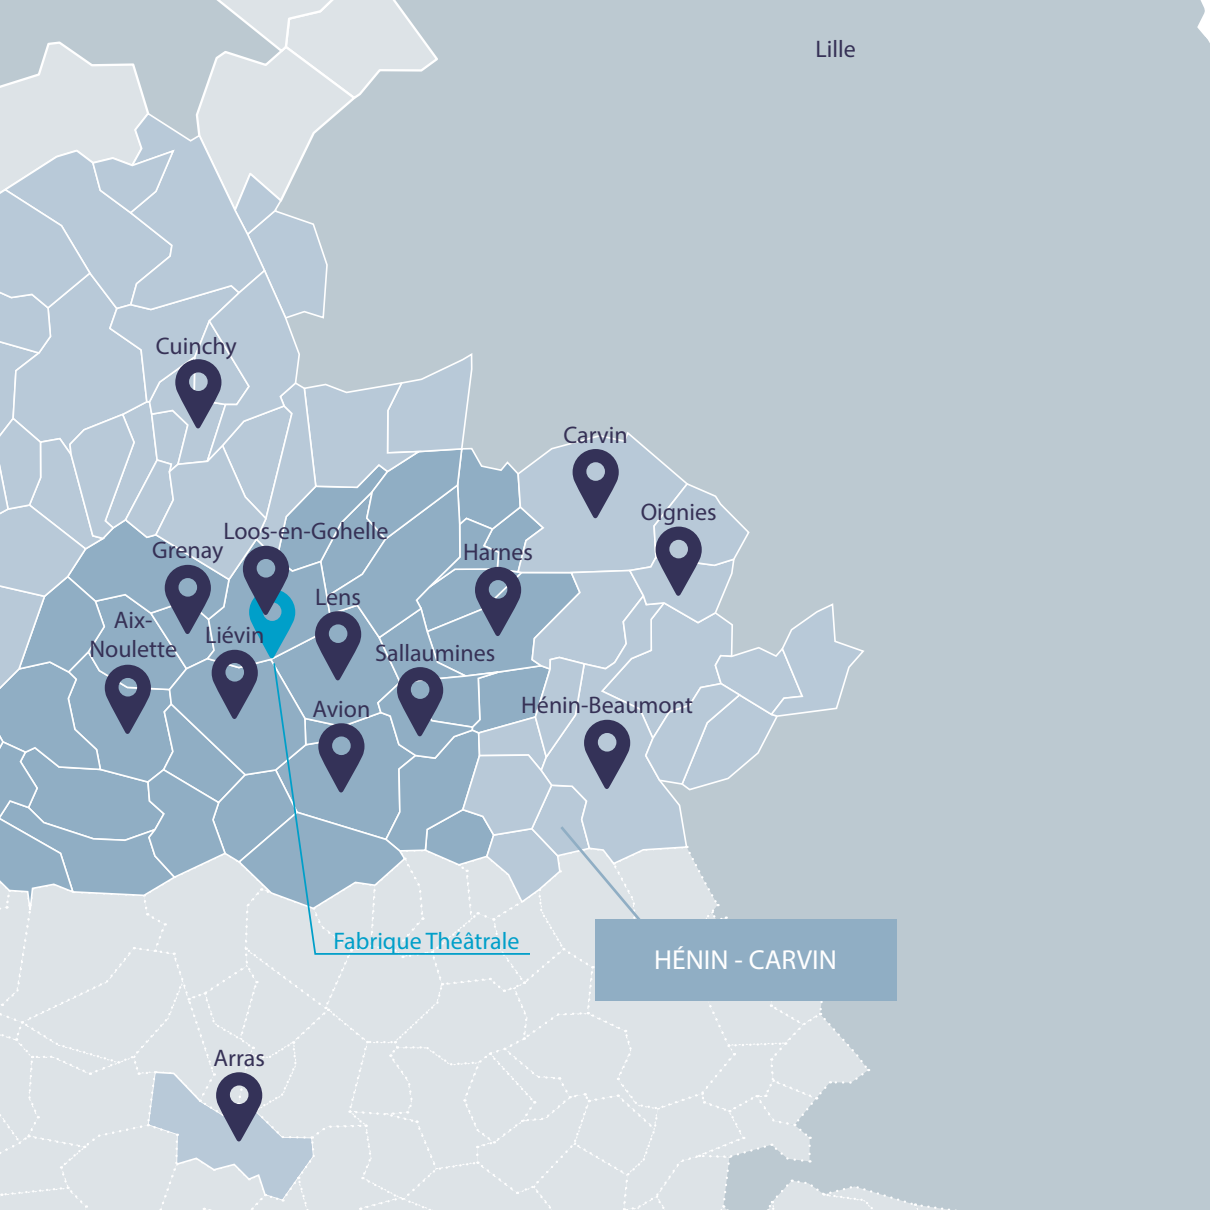 Lille
Cuinchy
Carvin
Oignies
Loos-en-Gohelle
Grenay
Harnes
Lens
Aix-
Noulette
Liévin
Sallaumines
Avion
Hénin-Beaumont
Fabrique Théâtrale
HÉNIN - CARVIN
Arras